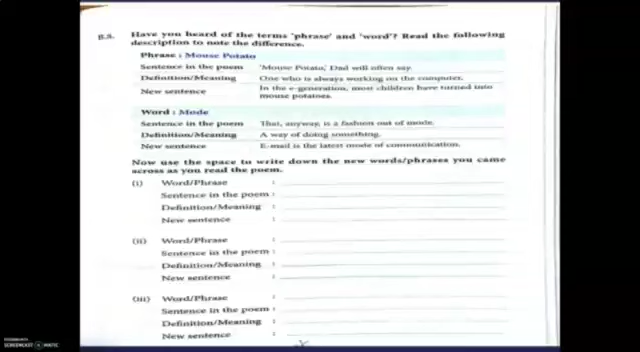 B.8. Have you heard of the terms 'phrase' and 'word'? Read the following
description to note the difference.
Phrase : Mouse Potato
Sentence in the poem 'Mouse Potato,' Dad will often say.
Definition/Meaning One who is always working on the computer.
New sentence In the e-generation, most children have turned into
mouse potatoes.
Word : Mode
Sentence in the poem That, anyway, is a fashion out of mode.
Definition/Meaning A way of doing something.
New sentence E-mail is the latest mode of communication.
Now use the space to write down the new words/phrases you came
across as you read the poem.
(i) Word/Phrase :
Sentence in the poem :
Definition/Meaning :
New sentence :
(ii) Word/Phrase :
Sentence in the poem :
Definition/Meaning :
New sentence :
(iii) Word/Phrase :
Sentence in the poem :
Definition/Meaning :
New sentence :
SCREENCAST MATIC